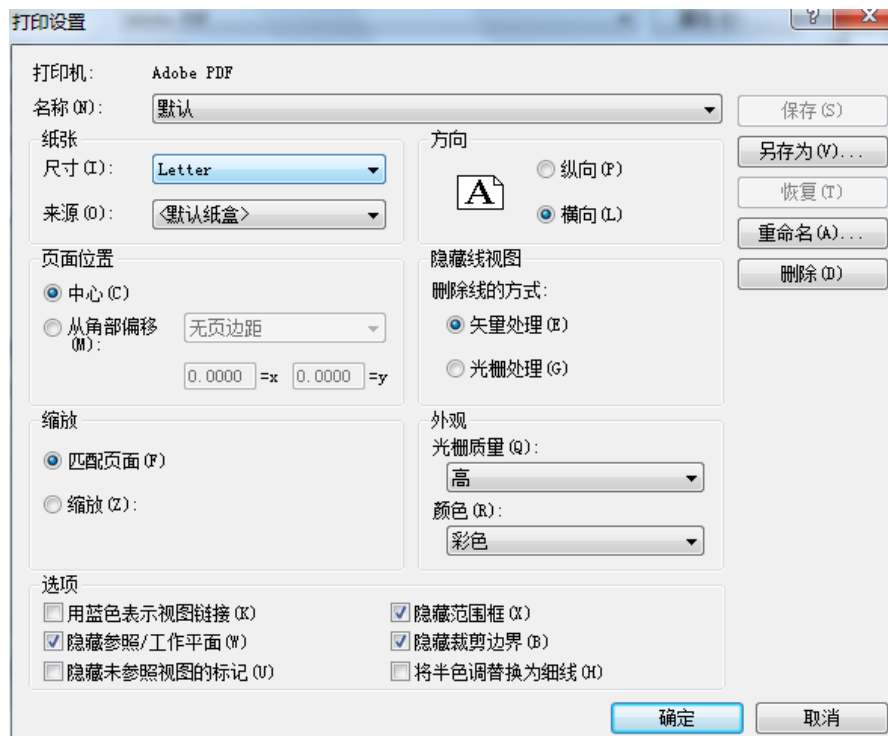 打印设置
打印机: Adobe PDF
名称(N): 默认
保存(S)
纸张
尺寸(I): Letter
来源(O): <默认纸盒>
方向
A
纵向(P)
横向(L)
另存为(V)...
恢复(T)
重命名(A)...
删除(D)
页面位置
中心(C)
从角部偏移
(M):
无页边距
0.0000 =x 0.0000 =y
隐藏线视图
删除线的方式:
矢量处理(E)
光栅处理(G)
缩放
匹配页面(F)
缩放(Z):
外观
光栅质量(Q):
高
颜色(R):
彩色
选项
用蓝色表示视图链接(K)
隐藏范围框(X)
隐藏参照/工作平面(W)
隐藏裁剪边界(B)
隐藏未参照视图的标记(U)
将半色调替换为细线(H)
确定
取消